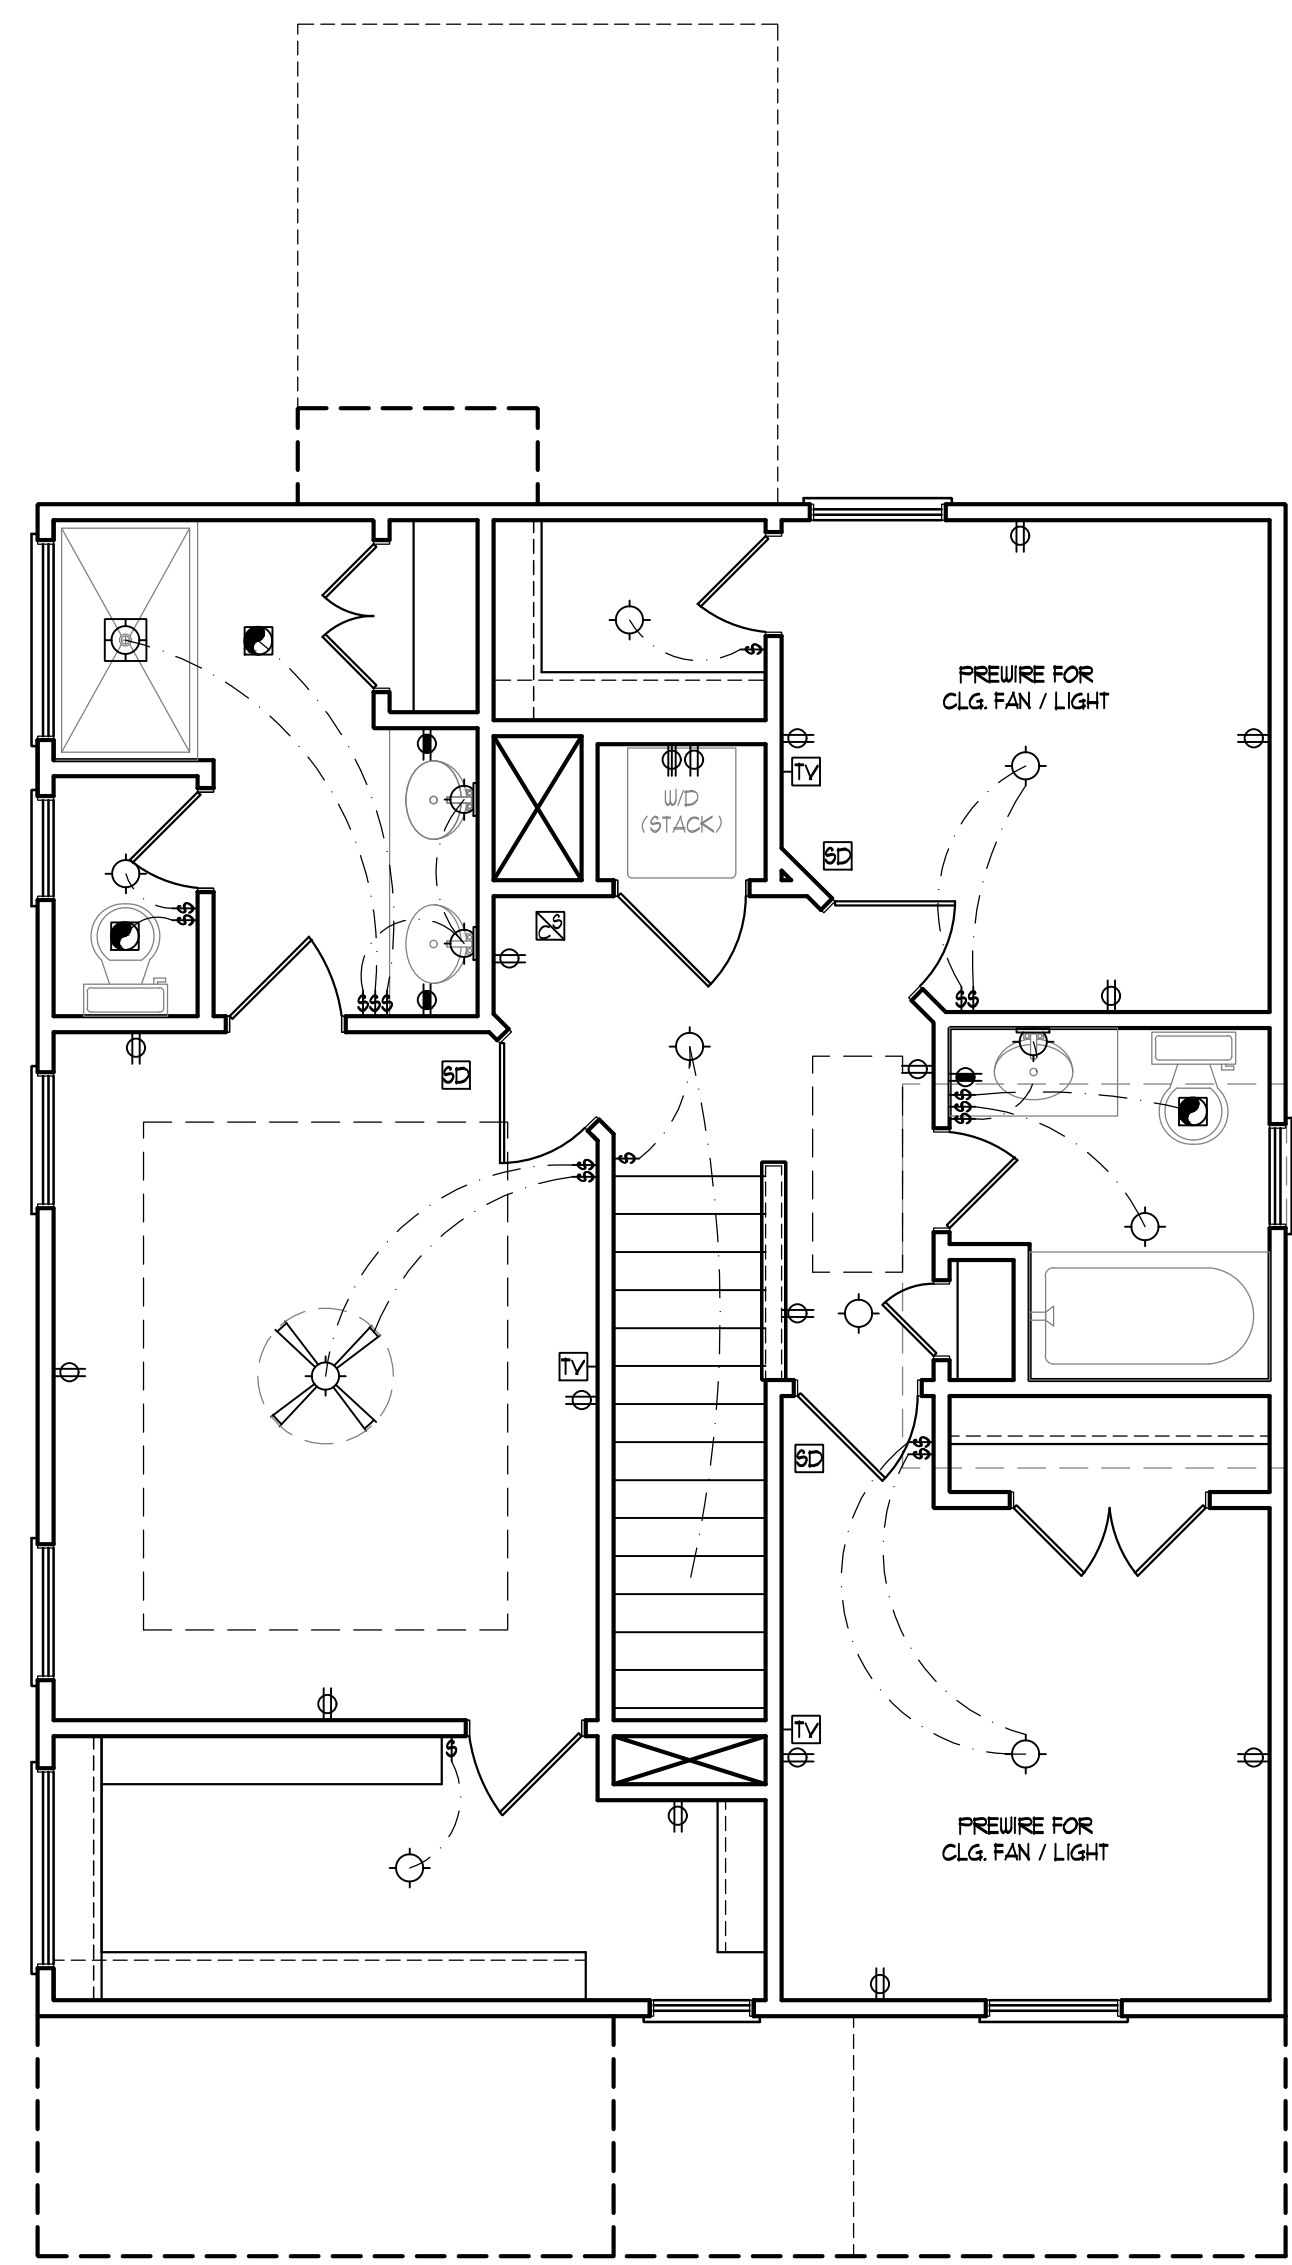 PREWIRE FOR
CLG. FAN / LIGHT
$
TV
W/D
(STACK)
SD
$
$
C/S
$$$
$$
SD
$
$
$
$
$
$
TV
$
$
SD
TV
$
PREWIRE FOR
CLG. FAN / LIGHT